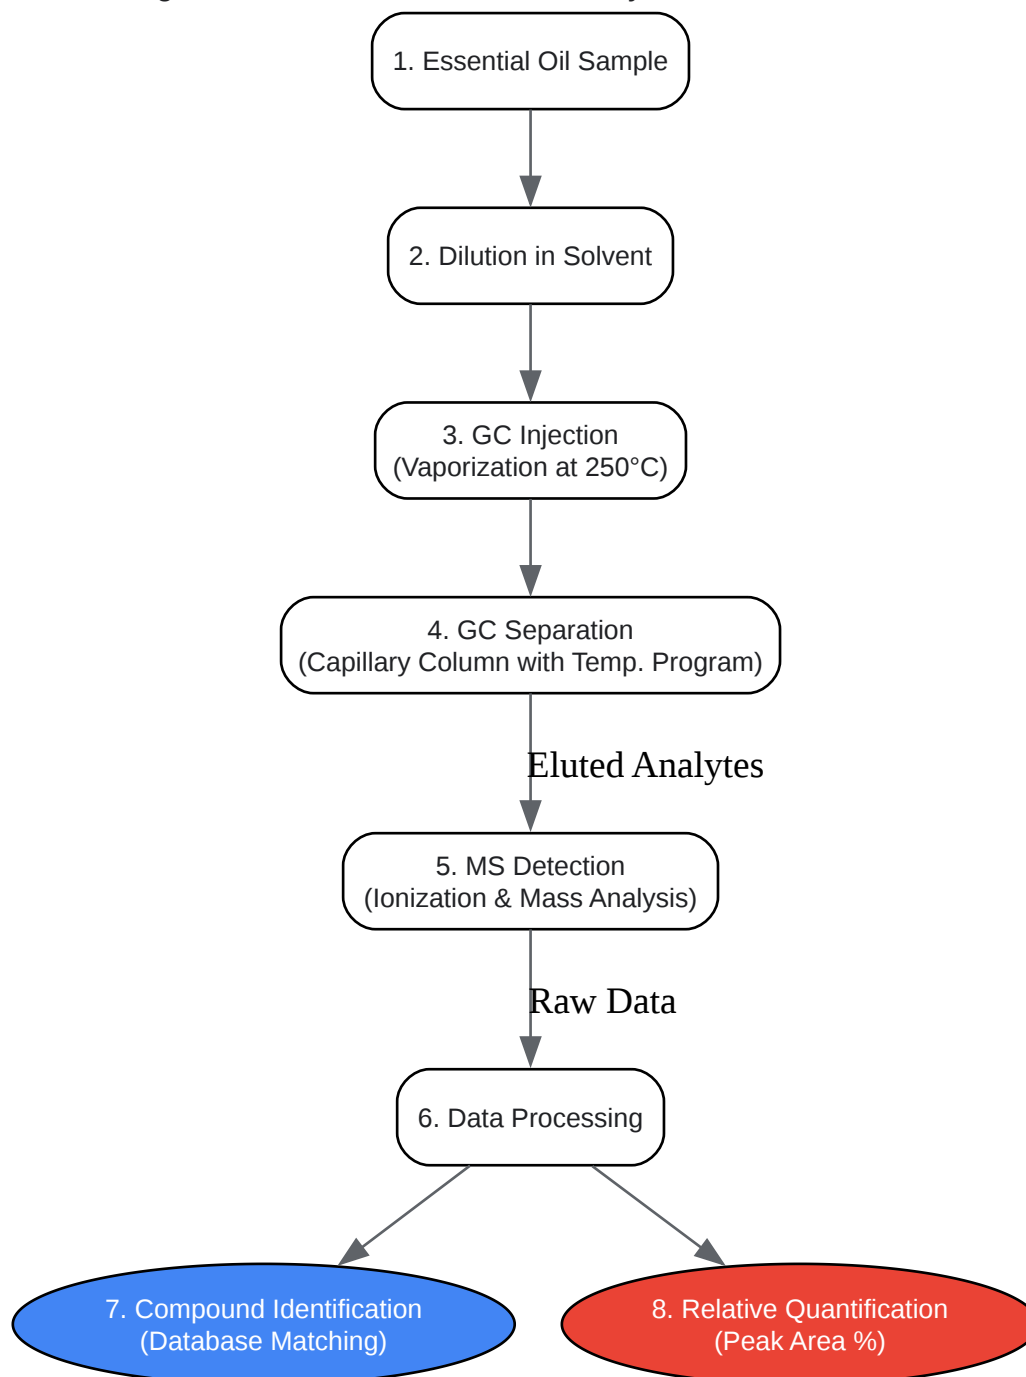 1. Essential Oil Sample
2. Dilution in Solvent
3. GC Injection
(Vaporization at 250°C)
4. GC Separation
(Capillary Column with Temp. Program)
Eluted Analytes
5. MS Detection
(Ionization & Mass Analysis)
Raw Data
6. Data Processing
7. Compound Identification
(Database Matching)
8. Relative Quantification
(Peak Area %)